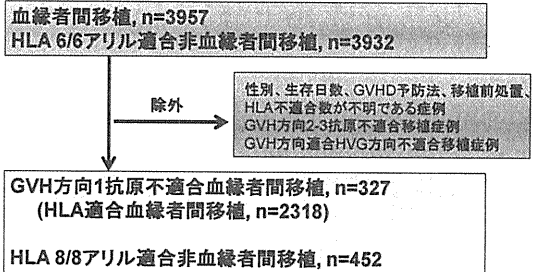 血縁者間移植, n=3957
HLA 6/6アリル適合非血縁者間移植, n=3932
除外
性別、生存日数、GVHD予防法、移植前処置、
HLA不適合数が不明である症例
GVH方向2-3抗原不適合移植症例
GVH方向適合HVG方向不適合移植症例
GVH方向1抗原不適合血縁者間移植, n=327
(HLA適合血縁者間移植, n=2318)
HLA 8/8アリル適合非血縁者間移植, n=452